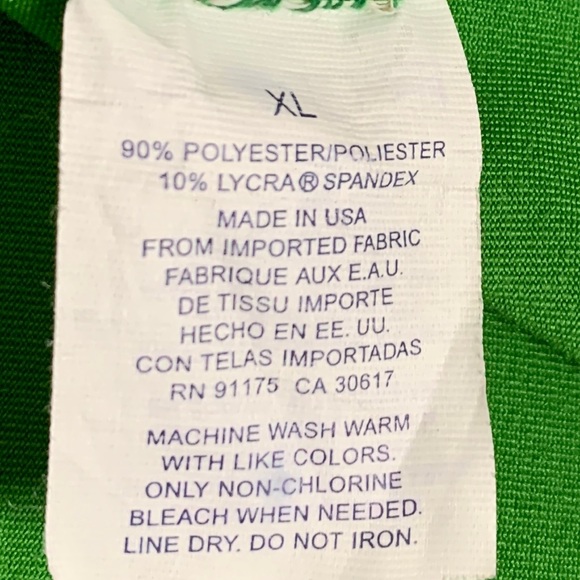 XL
90% POLYESTER/POLIESTER
10% LYCRA® SPANDEX
MADE IN USA
FROM IMPORTED FABRIC
FABRIQUE AUX E.A.U.
DE TISSU IMPORTE
HECHO EN EE. UU.
CON TELAS IMPORTADAS
RN 91175 CA 30617
MACHINE WASH WARM
WITH LIKE COLORS.
ONLY NON-CHLORINE
BLEACH WHEN NEEDED.
LINE DRY. DO NOT IRON.